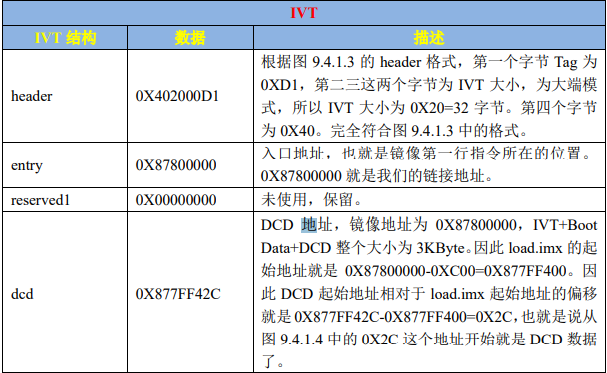 IVT
IVT 结构 数据 描述
header 0X402000D1 根据图 9.4.1.3 的 header 格式，第一个字节 Tag 为
0XD1，第二三这两个字节为 IVT 大小，为大端模
式，所以 IVT 大小为 0X20=32 字节。第四个字节
为 0X40。完全符合图 9.4.1.3 中的格式。
entry 0X87800000 入口地址，也就是镜像第一行指令所在的位置。
0X87800000 就是我们的链接地址。
reserved1 0X00000000 未使用，保留。
dcd 0X877FF42C DCD 地址，镜像地址为 0X87800000，IVT+Boot
Data+DCD 整个大小为 3KByte。因此 load.imx 的起
始地址就是 0X87800000-0XC00=0X877FF400。因
此 DCD 起始地址相对于 load.imx 起始地址的偏移
就是 0X877FF42C-0X877FF400=0X2C，也就是说从
图 9.4.1.4 中的 0X2C 这个地址开始就是 DCD 数据
了。